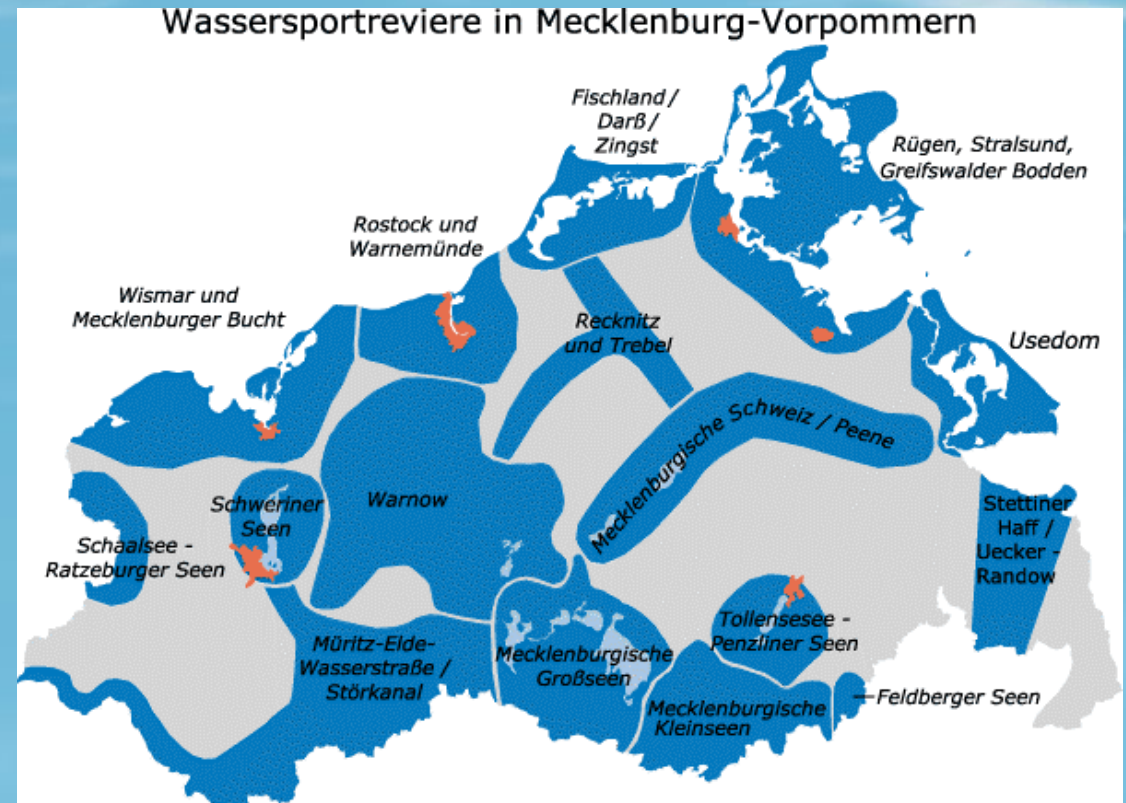 Wassersportreviere in Mecklenburg-Vorpommern
Fischland/
Darß/
Zingst
Rügen, Stralsund,
Greifswalder Bodden
Rostock und
Warnemünde
Wismar und
Mecklenburger Bucht
Recknitz
und Trebel
Usedom
Mecklenburgische Schweiz / Peene
Schweriner
Seen
Warnow
Stettiner
Haff /
Uecker -
Randow
Schaalsee -
Ratzeburger Seen
Tollensesee -
Penzliner Seen
Müritz-Elde-
Wasserstraße /
Störkanal
Mecklenburgische
Großseen
Mecklenburgische
Kleinseen
Feldberger Seen